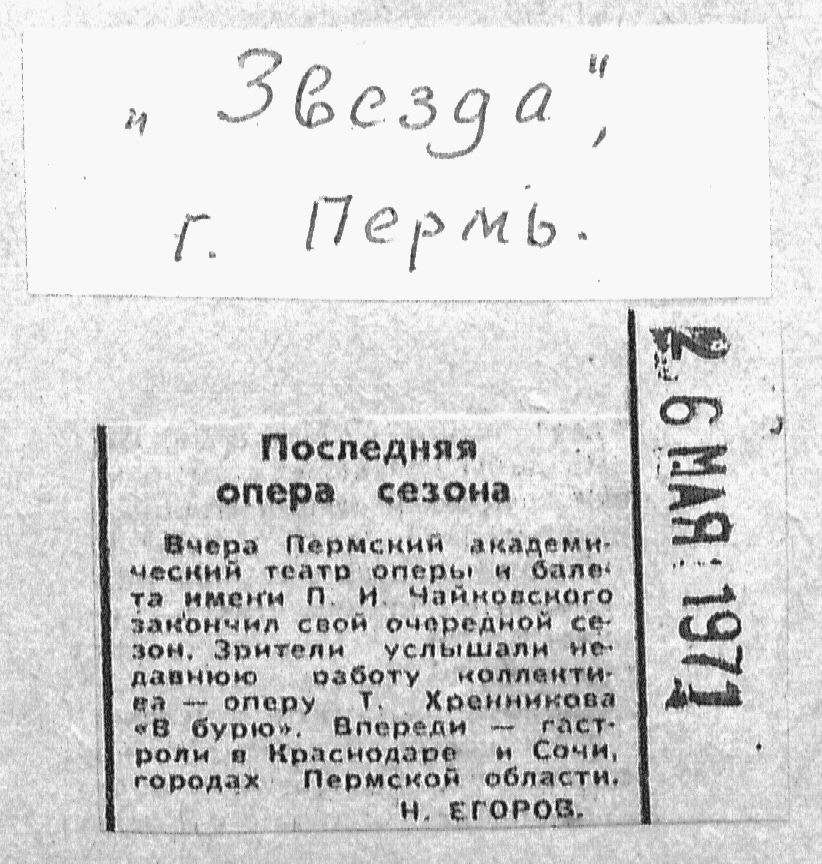 „Звезда",
г. Пермь.
26 МАЯ 1971
Последняя
опера сезона
Вчера Пермский академи-
ческий театр оперы и бале-
та имени П. И. Чайковского
закончил свой очередной се-
зон. Зрители услышали не-
давнюю работу коллекти-
ва — оперу Т. Хренникова
«В бурю». Впереди — гаст-
роли в Краснодаре и Сочи,
городах Пермской области.
Н. ЕГОРОВ.